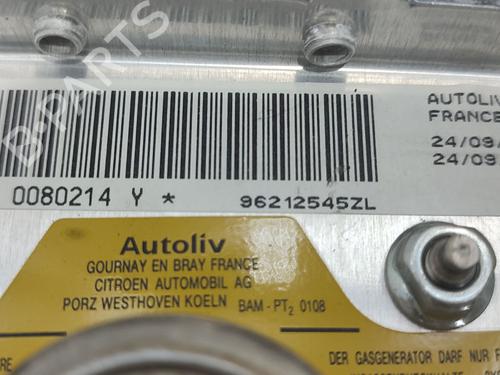 B-PARTS
AUTOLIV
FRANCE
24/09/
24/09
0080214 Y *
96212545ZL
Autoliv
GOURNAY EN BRAY FRANCE
CITROEN AUTOMOBIL AG
PORZ WESTHOVEN KOELN BAM - PT2 0108
DER GASGENERATOR DARF NUR F